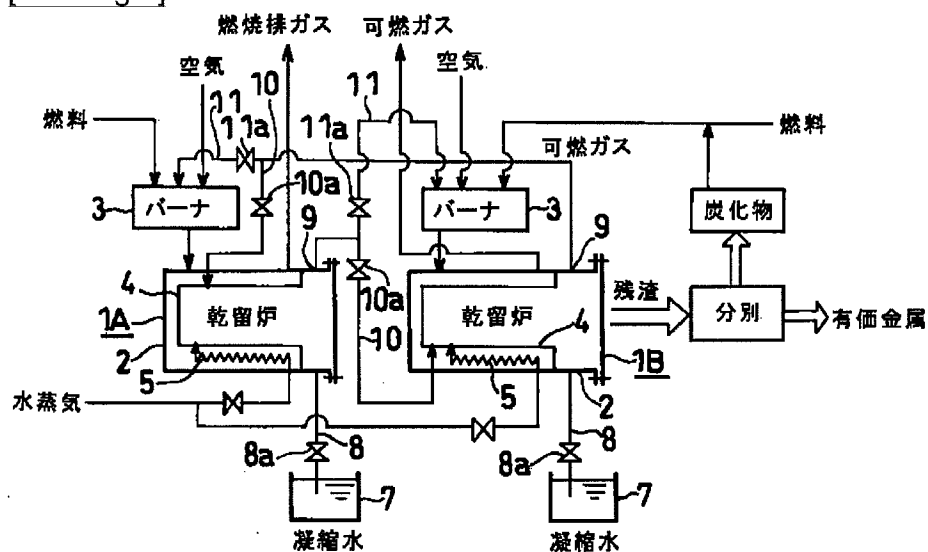 燃焼排ガス
可燃ガス
空気
10
11
空気
燃料
11
11a
11a
可燃ガス
燃料
3
バーナ
10a
バーナ
3
炭化物
9
9
4
10a
残渣
1A
乾留炉
乾留炉
4
分別
有価金属
2
5
10
5
1B
2
水蒸気
8
8
8a
8a
7
7
凝縮水
凝縮水